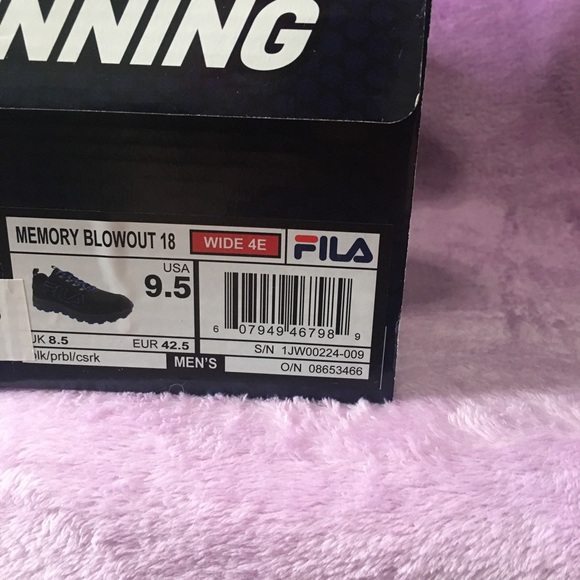 NNING
MEMORY BLOWOUT 18
WIDE 4E
FILA
USA
9.5
UK 8.5
EUR 42.5
blk/prbl/csrk
MEN'S
6 07949 46798 9
S/N 1JW00224-009
O/N 08653466